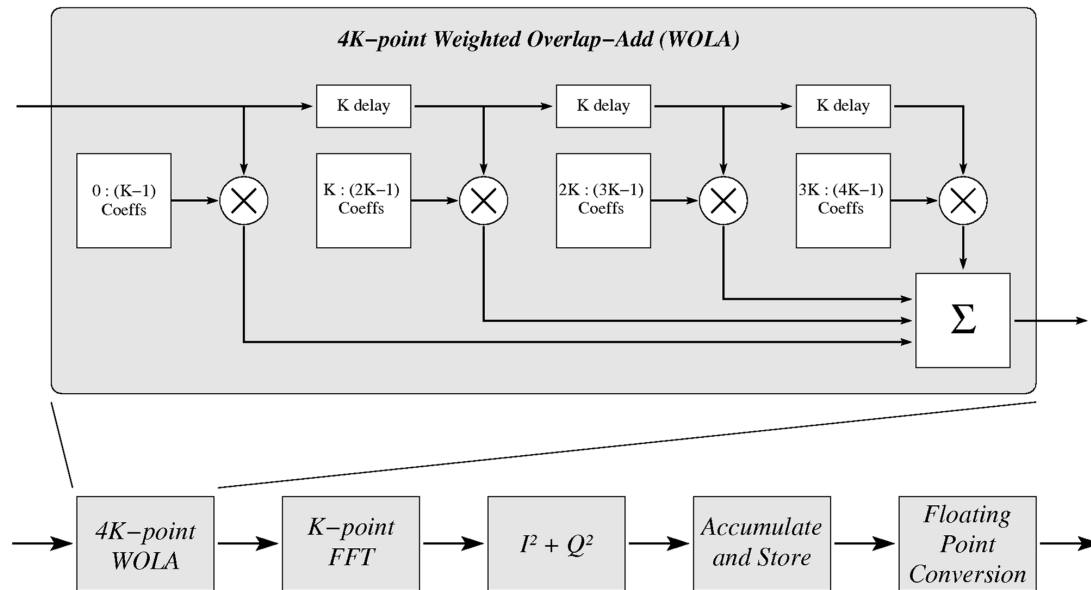 4K−point Weighted Overlap−Add (WOLA)
K delay
K delay
K delay
0 : (K−1)
Coeffs
K : (2K−1)
Coeffs
2K : (3K−1)
Coeffs
3K : (4K−1)
Coeffs
Σ
4K−point
WOLA
K−point
FFT
I² + Q²
Accumulate
and Store
Floating
Point
Conversion